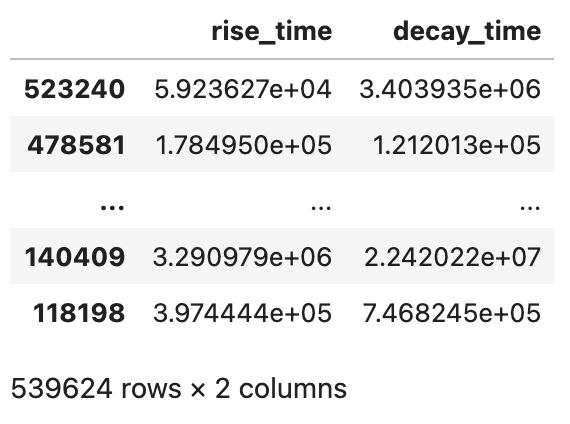 rise_time decay_time
523240 5.923627e+04 3.403935e+06
478581 1.784950e+05 1.212013e+05
... ... ...
140409 3.290979e+06 2.242022e+07
118198 3.974444e+05 7.468245e+05
539624 rows × 2 columns